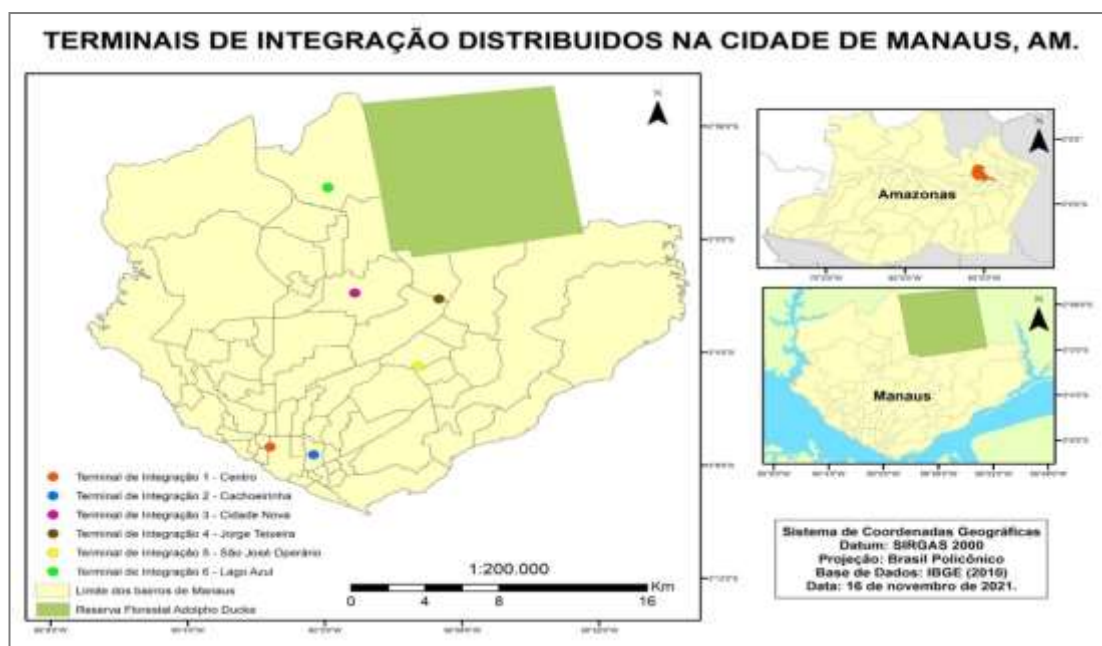 TERMINAIS DE INTEGRAÇÃO DISTRIBUIDOS NA CIDADE DE MANAUS, AM.
N
Terminal de Integração 1 - Centro
Terminal de Integração 2 - Cachoeirinha
Terminal de Integração 3 - Cidade Nova
Terminal de Integração 4 - Jorge Teixeira
Terminal de Integração 5 - São José Operário
Terminal de Integração 6 - Lago Azul
Limite dos bairros de Manaus
Reserva Florestal Adolpho Ducke
1:200.000
Km
0 2 4 8 16
N
Amazonas
N
Manaus
Sistema de Coordenadas Geográficas
Datum: SIRGAS 2000
Projeção: Brasil Policônico
Base de Dados: IBGE (2016)
Data: 16 de novembro de 2021.